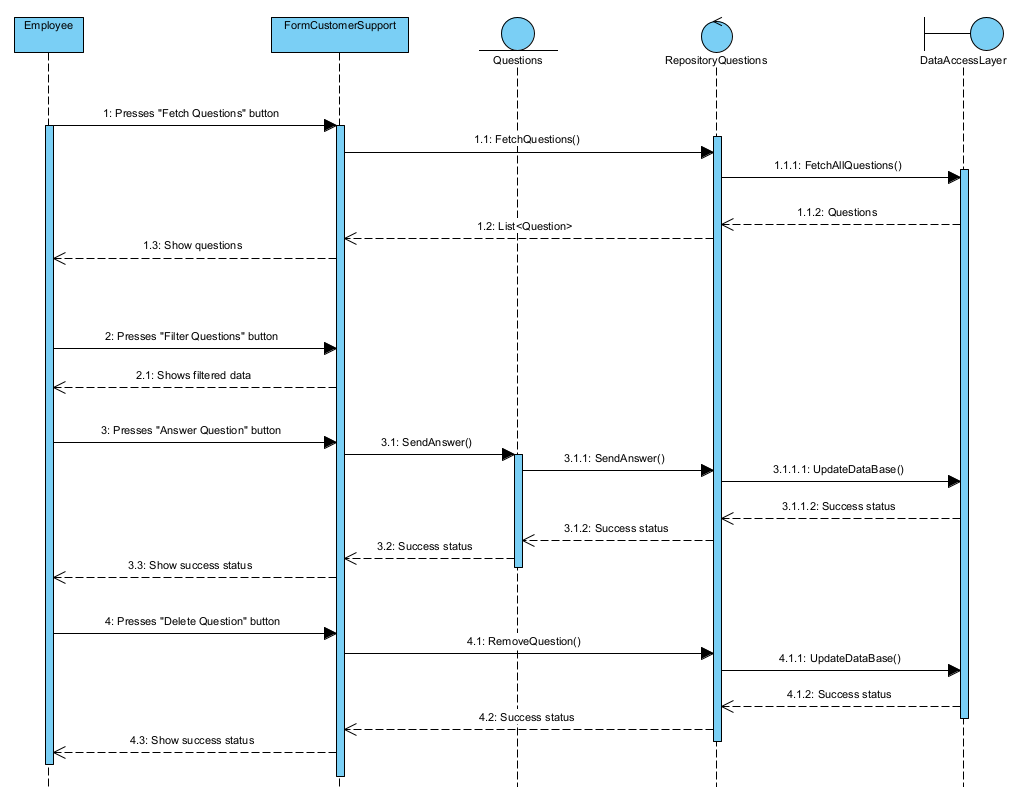 Employee
FormCustomerSupport
Questions
RepositoryQuestions
DataAccessLayer
1: Presses "Fetch Questions" button
1.1: FetchQuestions()
1.1.1: FetchAllQuestions()
1.1.2: Questions
1.2: List<Question>
1.3: Show questions
2: Presses "Filter Questions" button
2.1: Shows filtered data
3: Presses "Answer Question" button
3.1: SendAnswer()
3.1.1: SendAnswer()
3.1.1.1: UpdateDataBase()
3.1.1.2: Success status
3.1.2: Success status
3.2: Success status
3.3: Show success status
4: Presses "Delete Question" button
4.1: RemoveQuestion()
4.1.1: UpdateDataBase()
4.1.2: Success status
4.2: Success status
4.3: Show success status